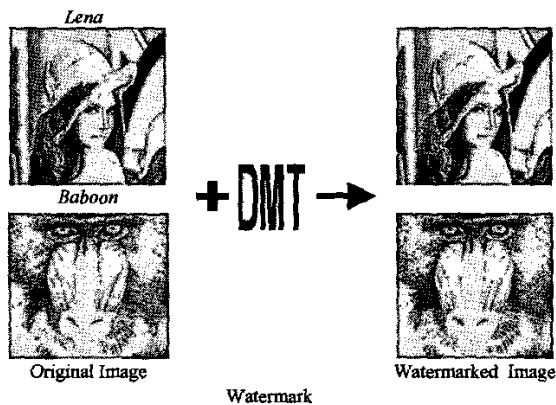 Lena
Baboon
+ DMT
Original Image
Watermarked Image
Watermark